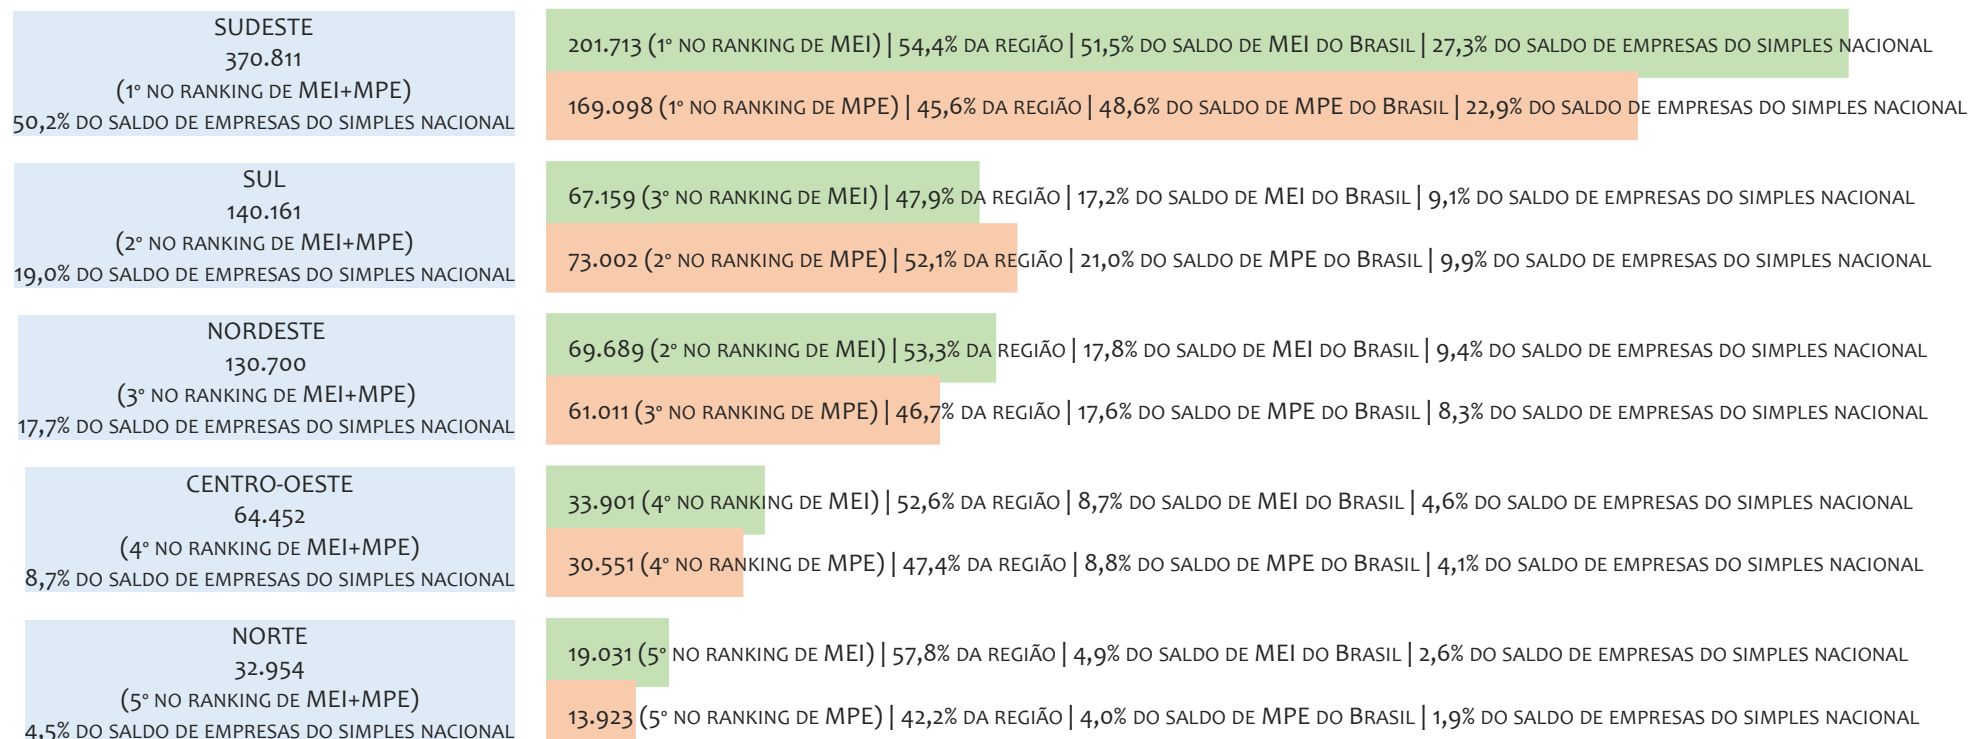 SUDESTE
370.811
(1º NO RANKING DE MEI+MPE)
50,2% DO SALDO DE EMPRESAS DO SIMPLES NACIONAL
201.713 (1º NO RANKING DE MEI) | 54,4% DA REGIÃO | 51,5% DO SALDO DE MEI DO BRASIL | 27,3% DO SALDO DE EMPRESAS DO SIMPLES NACIONAL
169.098 (1º NO RANKING DE MPE) | 45,6% DA REGIÃO | 48,6% DO SALDO DE MPE DO BRASIL | 22,9% DO SALDO DE EMPRESAS DO SIMPLES NACIONAL
SUL
140.161
(2º NO RANKING DE MEI+MPE)
19,0% DO SALDO DE EMPRESAS DO SIMPLES NACIONAL
67.159 (3º NO RANKING DE MEI) | 47,9% DA REGIÃO | 17,2% DO SALDO DE MEI DO BRASIL | 9,1% DO SALDO DE EMPRESAS DO SIMPLES NACIONAL
73.002 (2º NO RANKING DE MPE) | 52,1% DA REGIÃO | 21,0% DO SALDO DE MPE DO BRASIL | 9,9% DO SALDO DE EMPRESAS DO SIMPLES NACIONAL
NORDESTE
130.700
(3º NO RANKING DE MEI+MPE)
17,7% DO SALDO DE EMPRESAS DO SIMPLES NACIONAL
69.689 (2º NO RANKING DE MEI) | 53,3% DA REGIÃO | 17,8% DO SALDO DE MEI DO BRASIL | 9,4% DO SALDO DE EMPRESAS DO SIMPLES NACIONAL
61.011 (3º NO RANKING DE MPE) | 46,7% DA REGIÃO | 17,6% DO SALDO DE MPE DO BRASIL | 8,3% DO SALDO DE EMPRESAS DO SIMPLES NACIONAL
CENTRO-OESTE
64.452
(4º NO RANKING DE MEI+MPE)
8,7% DO SALDO DE EMPRESAS DO SIMPLES NACIONAL
33.901 (4º NO RANKING DE MEI) | 52,6% DA REGIÃO | 8,7% DO SALDO DE MEI DO BRASIL | 4,6% DO SALDO DE EMPRESAS DO SIMPLES NACIONAL
30.551 (4º NO RANKING DE MPE) | 47,4% DA REGIÃO | 8,8% DO SALDO DE MPE DO BRASIL | 4,1% DO SALDO DE EMPRESAS DO SIMPLES NACIONAL
NORTE
32.954
(5º NO RANKING DE MEI+MPE)
4,5% DO SALDO DE EMPRESAS DO SIMPLES NACIONAL
19.031 (5º NO RANKING DE MEI) | 57,8% DA REGIÃO | 4,9% DO SALDO DE MEI DO BRASIL | 2,6% DO SALDO DE EMPRESAS DO SIMPLES NACIONAL
13.923 (5º NO RANKING DE MPE) | 42,2% DA REGIÃO | 4,0% DO SALDO DE MPE DO BRASIL | 1,9% DO SALDO DE EMPRESAS DO SIMPLES NACIONAL